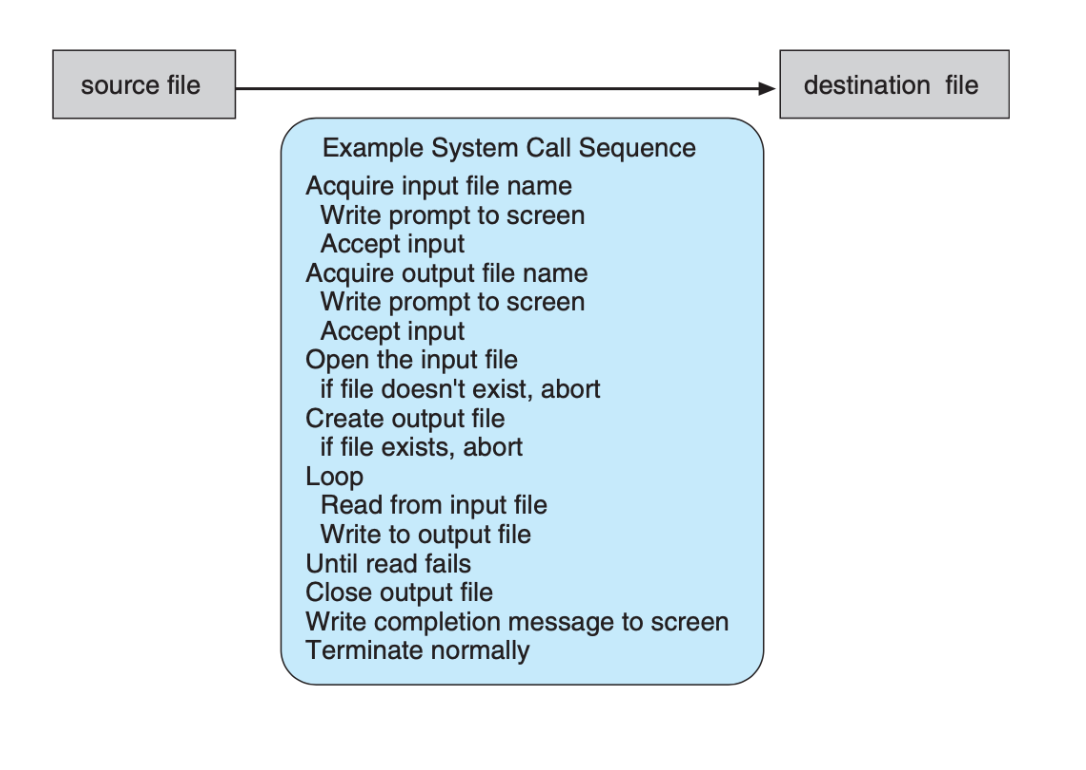 source file
destination file
Example System Call Sequence
Acquire input file name
Write prompt to screen
Accept input
Acquire output file name
Write prompt to screen
Accept input
Open the input file
if file doesn't exist, abort
Create output file
if file exists, abort
Loop
Read from input file
Write to output file
Until read fails
Close output file
Write completion message to screen
Terminate normally